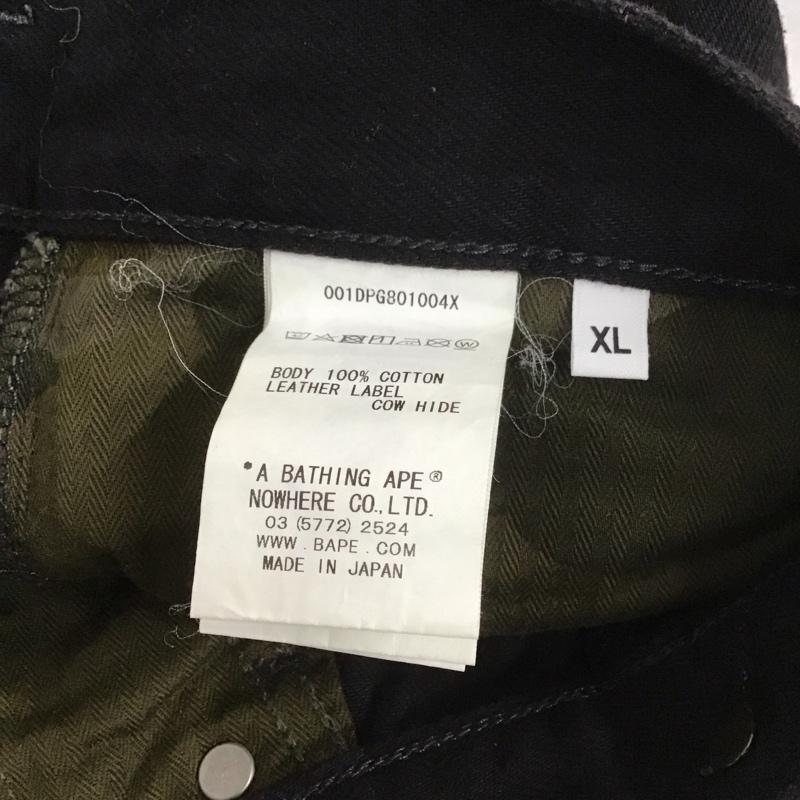 001DPG801004X
BODY 100% COTTON
LEATHER LABEL
COW HIDE
*A BATHING APE®
NOWHERE CO., LTD.
03 (5772) 2524
WWW . BAPE . COM
MADE IN JAPAN
XL